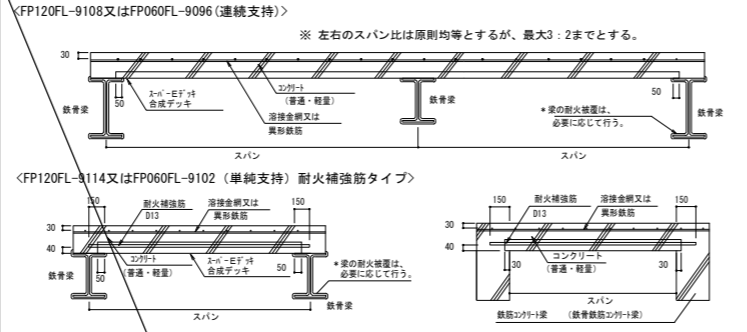 <FP120FL-9108又はFP060FL-9096(連続支持)>
※ 左右のスパン比は原則均等とするが、最大3：2までとする。
30
50
スーパーEデッキ
合成デッキ
コンクリート
(普通・軽量)
溶接金網又は
異形鉄筋
鉄骨梁
鉄骨梁
50
鉄骨梁
*梁の耐火被覆は、
必要に応じて行う。
スパン
スパン
<FP120FL-9114又はFP060FL-9102 (単純支持) 耐火補強筋タイプ>
150
耐火補強筋
D13
溶接金網又は
異形鉄筋
150
30
40
50
コンクリート
(普通・軽量)
スーパーEデッキ
合成デッキ
50
鉄骨梁
*梁の耐火被覆は、
必要に応じて行う。
鉄骨梁
スパン
150
耐火補強筋
D13
溶接金網又は
異形鉄筋
150
30
40
30
コンクリート
(普通・軽量)
30
スパン
鉄筋コンクリート梁 (鉄骨鉄筋コンクリート梁)